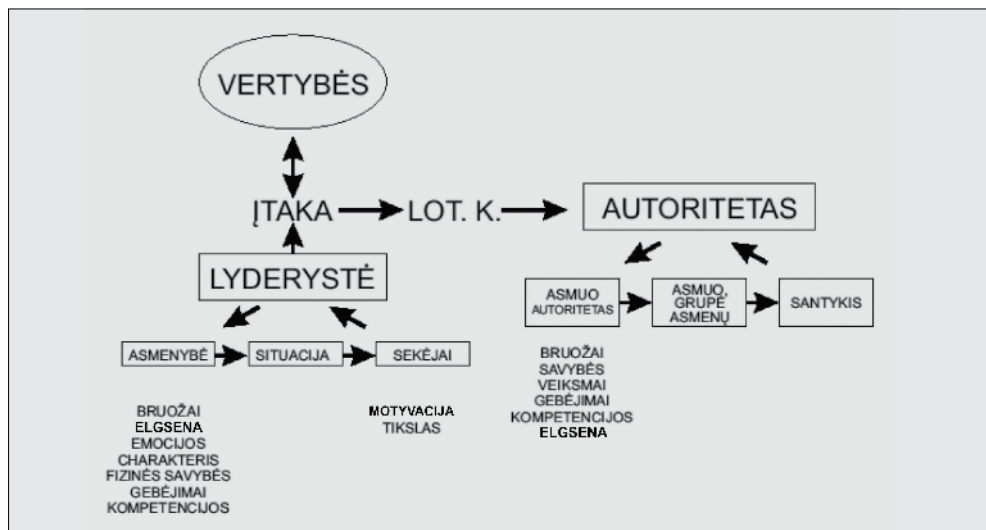 VERTYBĖS
ĮTAKA
LOT. K.
AUTORITETAS
LYDERYSTĖ
ASMENYBĖ
SITUACIJA
SEKĖJAI
BRUOŽAI
ELGSENA
EMOCIJOS
CHARAKTERIS
FIZINĖS SAVYBĖS
GEBĖJIMAI
KOMPETENCIJOS
MOTYVACIJA
TIKSLAS
ASMUO
AUTORITETAS
ASMUO,
GRUPĖ
ASMENŲ
SANTYKIS
BRUOŽAI
SAVYBĖS
VEIKSMAI
GEBĖJIMAI
KOMPETENCIJOS
ELGSENA